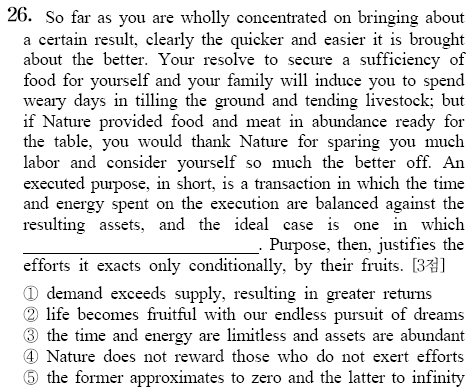 26. So far as you are wholly concentrated on bringing about
a certain result, clearly the quicker and easier it is brought
about the better. Your resolve to secure a sufficiency of
food for yourself and your family will induce you to spend
weary days in tilling the ground and tending livestock; but
if Nature provided food and meat in abundance ready for
the table, you would thank Nature for sparing you much
labor and consider yourself so much the better off. An
executed purpose, in short, is a transaction in which the time
and energy spent on the execution are balanced against the
resulting assets, and the ideal case is one in which
____________________________. Purpose, then, justifies the
efforts it exacts only conditionally, by their fruits. [3점]
① demand exceeds supply, resulting in greater returns
② life becomes fruitful with our endless pursuit of dreams
③ the time and energy are limitless and assets are abundant
④ Nature does not reward those who do not exert efforts
⑤ the former approximates to zero and the latter to infinity